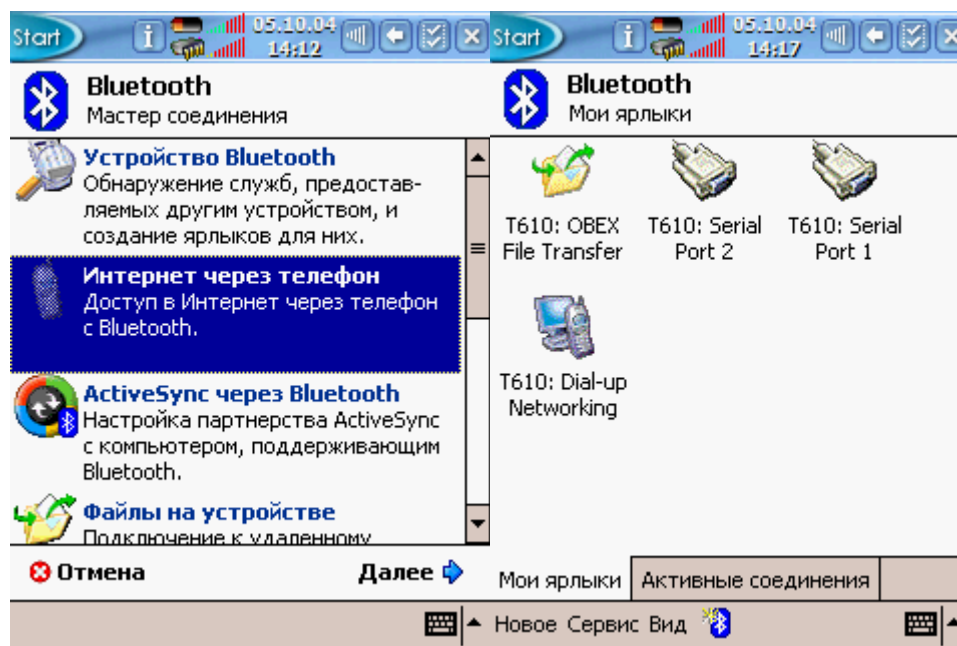 Start
05.10.04
14:12
Bluetooth
Мастер соединения
Устройство Bluetooth
Обнаружение служб, предостав-
ляемых другим устройством, и
создание ярлыков для них.
Интернет через телефон
Доступ в Интернет через телефон
с Bluetooth.
ActiveSync через Bluetooth
Настройка партнерства ActiveSync
с компьютером, поддерживающим
Bluetooth.
Файлы на устройстве
Подключение к удаленному
Отмена
Далее
Start
05.10.04
14:17
Bluetooth
Мои ярлыки
T610: OBEX
File Transfer
T610: Serial
Port 2
T610: Serial
Port 1
T610: Dial-up
Networking
Мои ярлыки
Активные соединения
Новое Сервис Вид